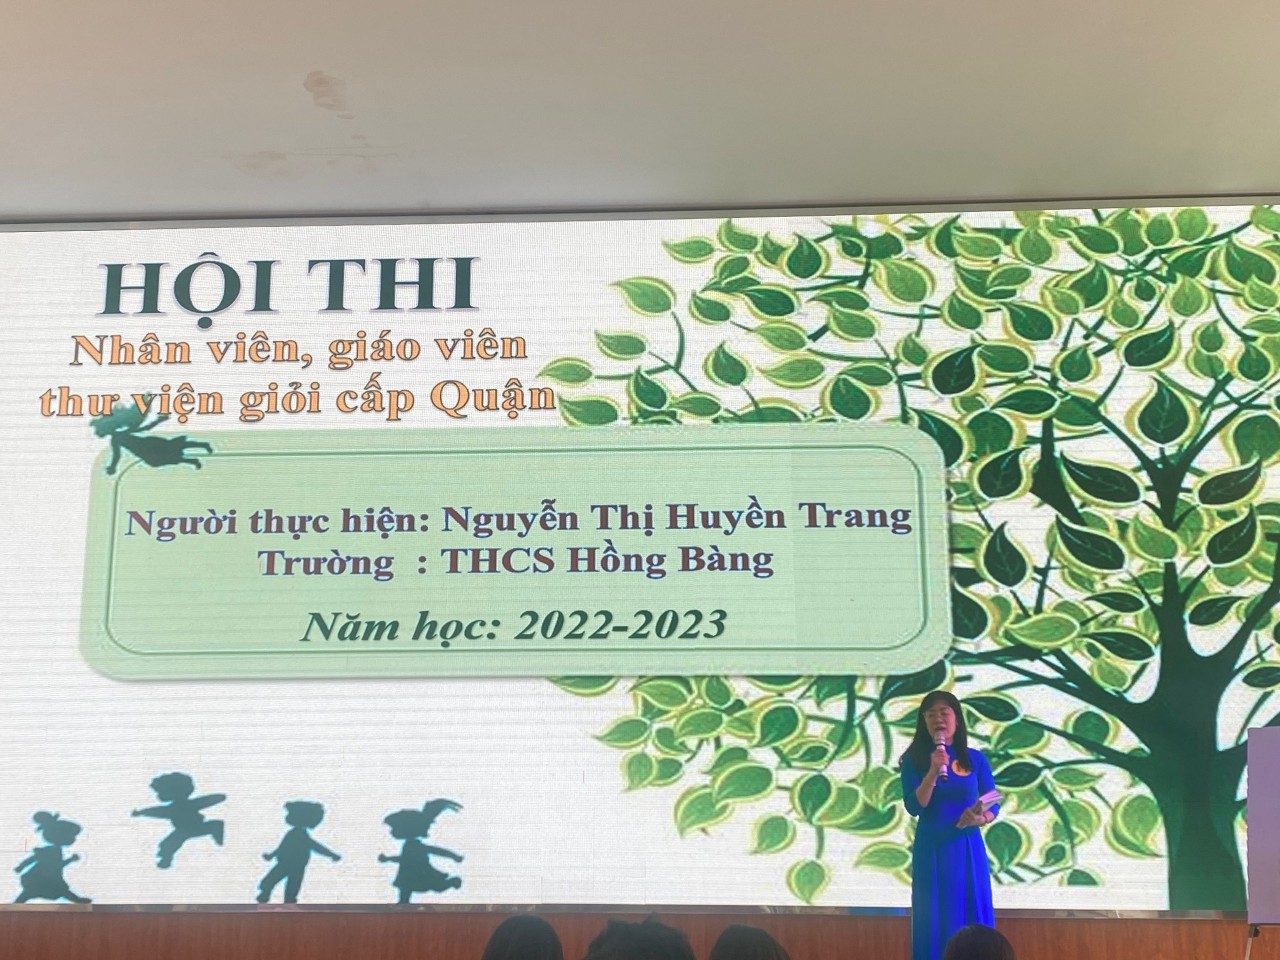 HỘI THI
Nhân viên, giáo viên
thư viện giỏi cấp Quận
Người thực hiện: Nguyễn Thị Huyền Trang
Trường : THCS Hồng Bàng
Năm học: 2022-2023